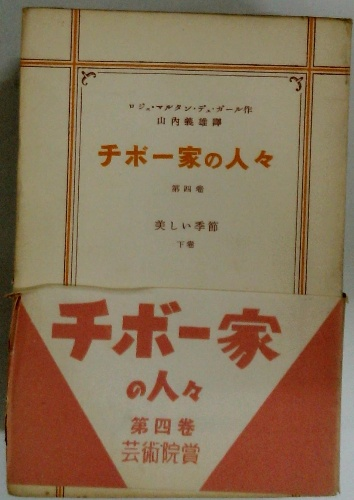 ロジェ・マルタン・デュ・ガール作
山内義雄譯
チボー家の人々
第四巻
美しい季節
下巻
チボー家
の人々
第四巻
芸術院賞